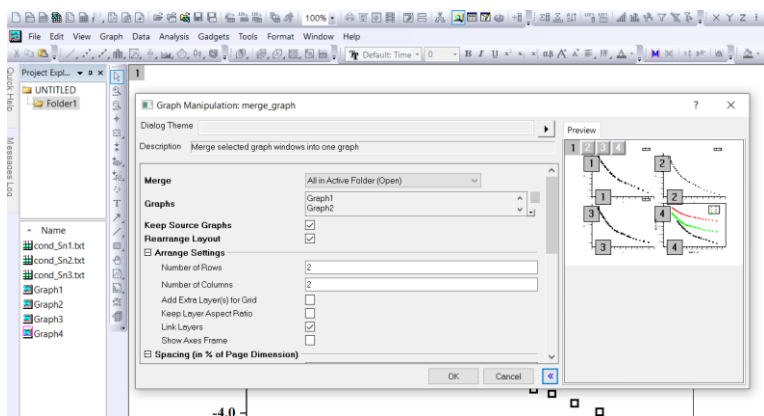 100%
File Edit View Graph Data Analysis Gadgets Tools Format Window Help
Default: Time 0 B I U
Project Expl...
1
Quick Help
Messages Log
UNTITLED
Folder1
Name
cond_Sn1.txt
cond_Sn2.txt
cond_Sn3.txt
Graph1
Graph2
Graph3
Graph4
Graph Manipulation: merge_graph ? ×
Dialog Theme
Description Merge selected graph windows into one graph
Merge All in Active Folder (Open)
Graphs Graph1
Graph2
Keep Source Graphs
Rearrange Layout
Arrange Settings
Number of Rows 2
Number of Columns 2
Add Extra Layer(s) for Grid
Keep Layer Aspect Ratio
Link Layers
Show Axes Frame
Spacing (in % of Page Dimension)
OK Cancel
Preview
1 2 3 4
1 2
1 2
3 4
3 4
-4.0